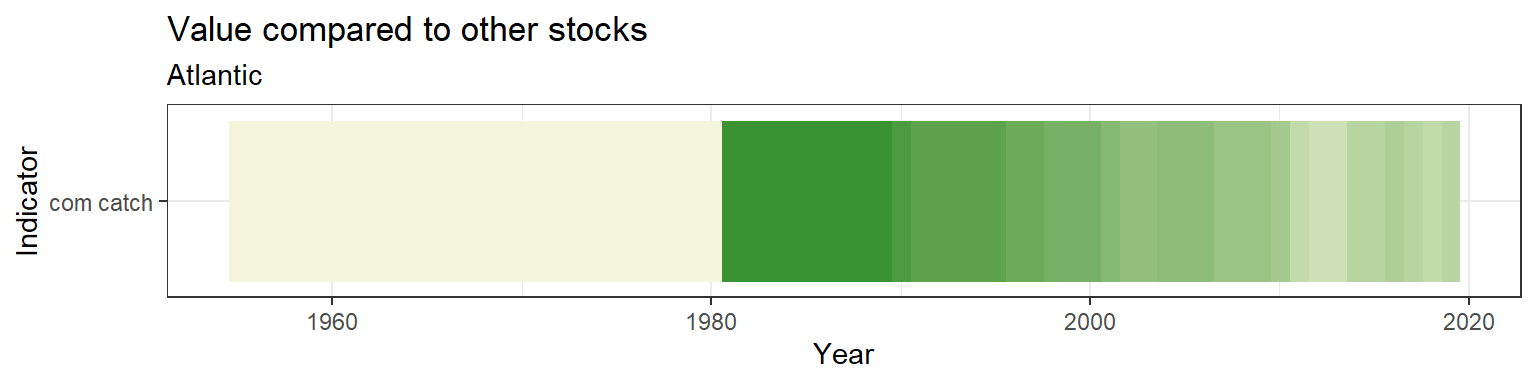 Value compared to other stocks
Atlantic
Indicator
com catch
1960 1980 2000 2020
Year